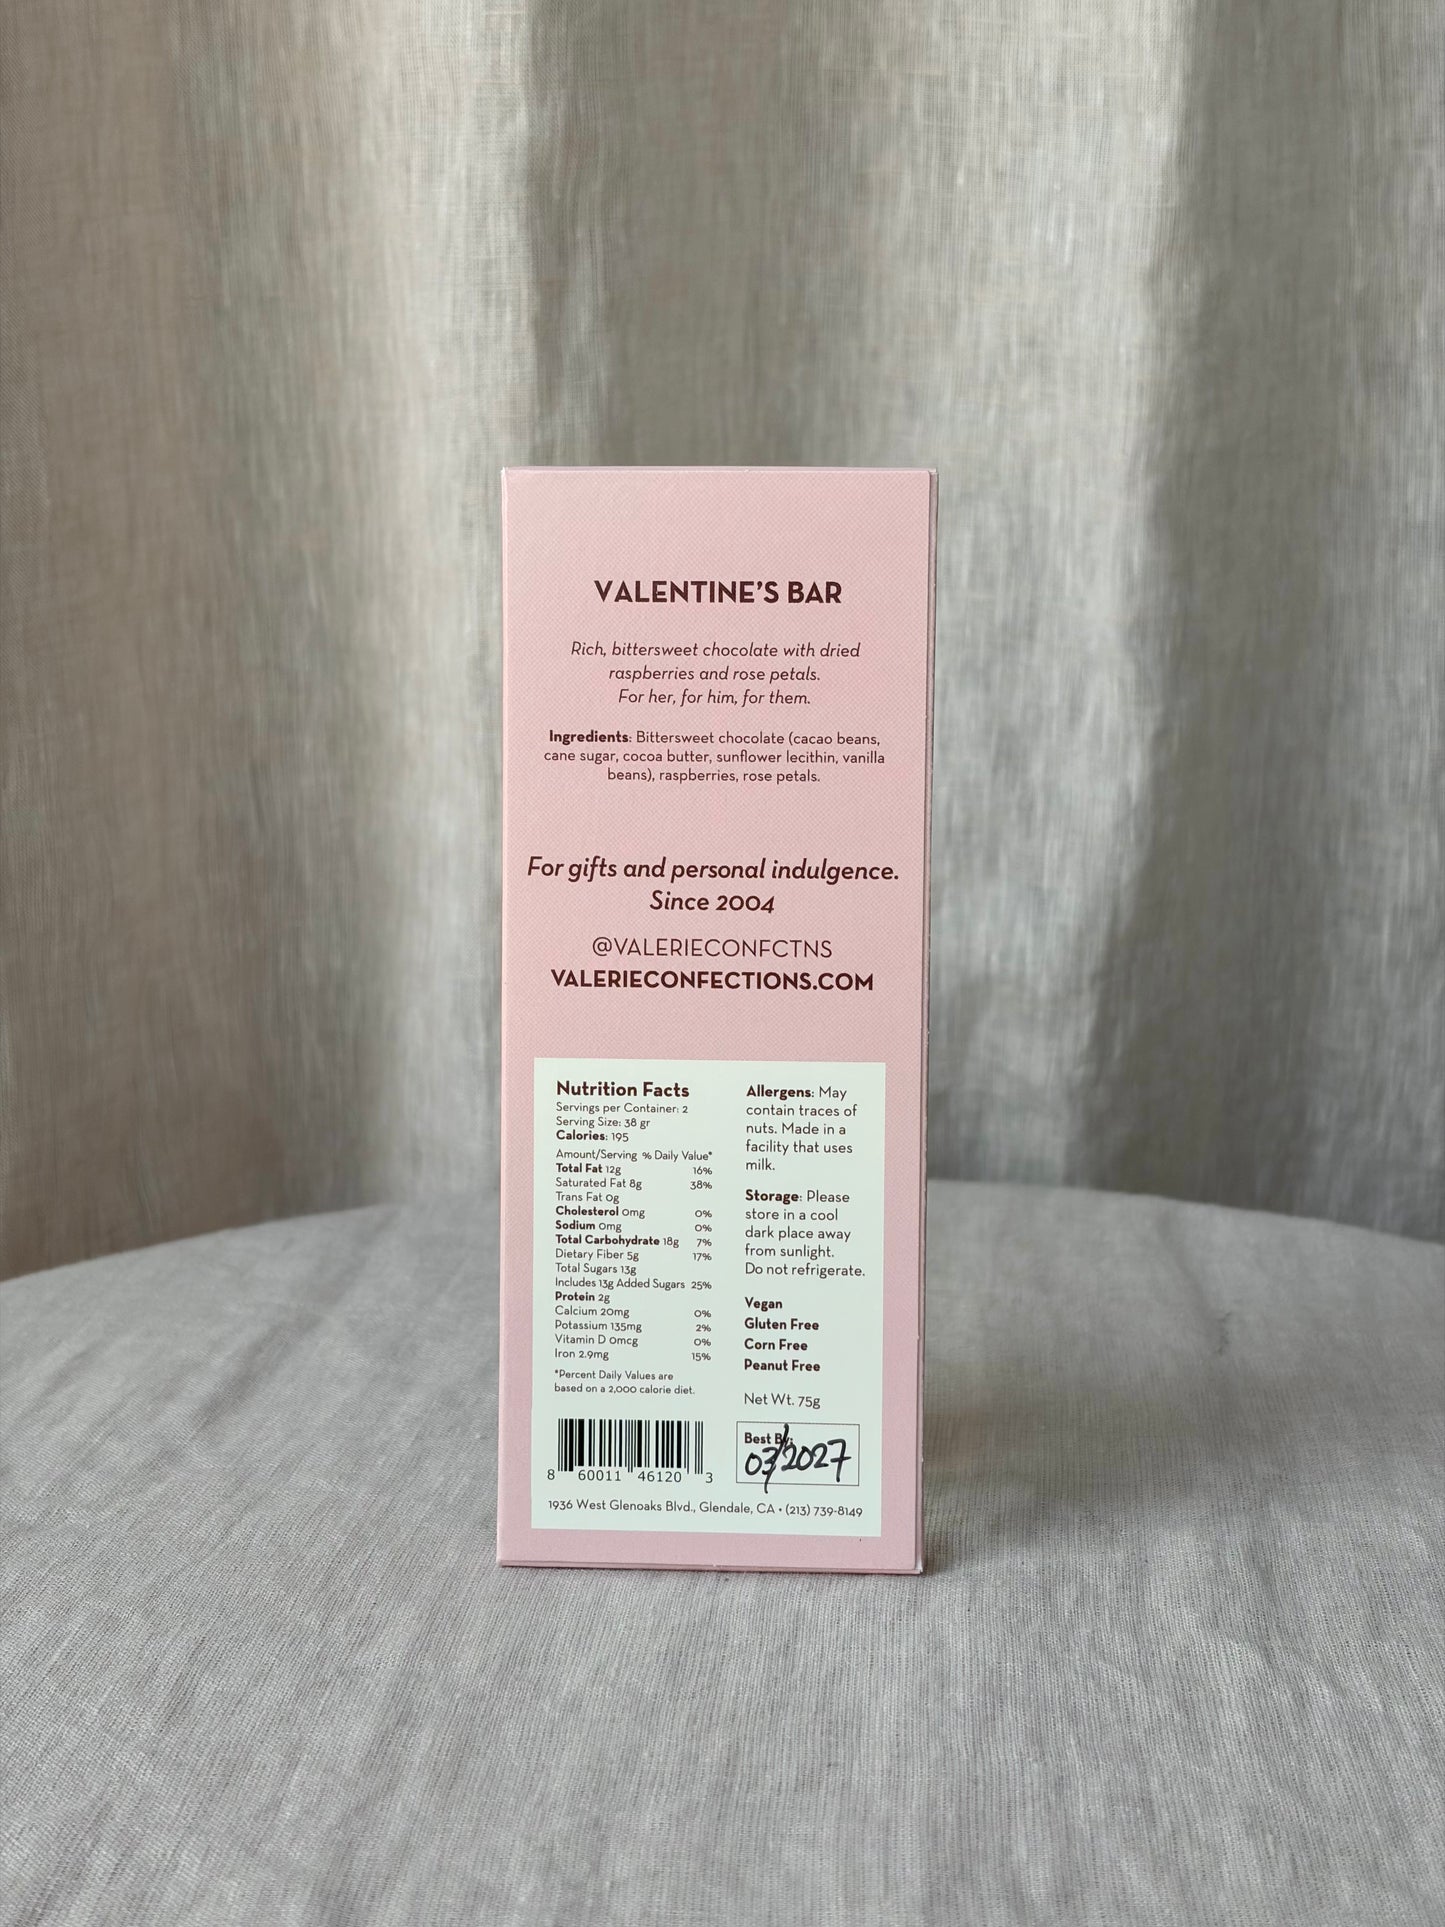 VALENTINE'S BAR
Rich, bittersweet chocolate with dried
raspberries and rose petals.
For her, for him, for them.
Ingredients: Bittersweet chocolate (cacao beans,
cane sugar, cocoa butter, sunflower lecithin, vanilla
beans), raspberries, rose petals.
For gifts and personal indulgence.
Since 2004
@VALERIECONFCTNS
VALERIECONFECTIONS.COM
Nutrition Facts
Servings per Container: 2
Serving Size: 38 gr
Calories: 195
Amount/Serving % Daily Value*
Total Fat 12g 16%
Saturated Fat 8g 38%
Trans Fat 0g
Cholesterol 0mg 0%
Sodium 0mg 0%
Total Carbohydrate 18g 7%
Dietary Fiber 5g 17%
Total Sugars 13g
Includes 13g Added Sugars 25%
Protein 2g
Calcium 20mg 0%
Potassium 135mg 2%
Vitamin D 0mcg 0%
Iron 2.9mg 15%
*Percent Daily Values are
based on a 2,000 calorie diet.
8 60011 46120 3
Allergens: May
contain traces of
nuts. Made in a
facility that uses
milk.
Storage: Please
store in a cool
dark place away
from sunlight.
Do not refrigerate.
Vegan
Gluten Free
Corn Free
Peanut Free
Net Wt. 75g
Best By:
03/2027
1936 West Glenoaks Blvd., Glendale, CA • (213) 739-8149